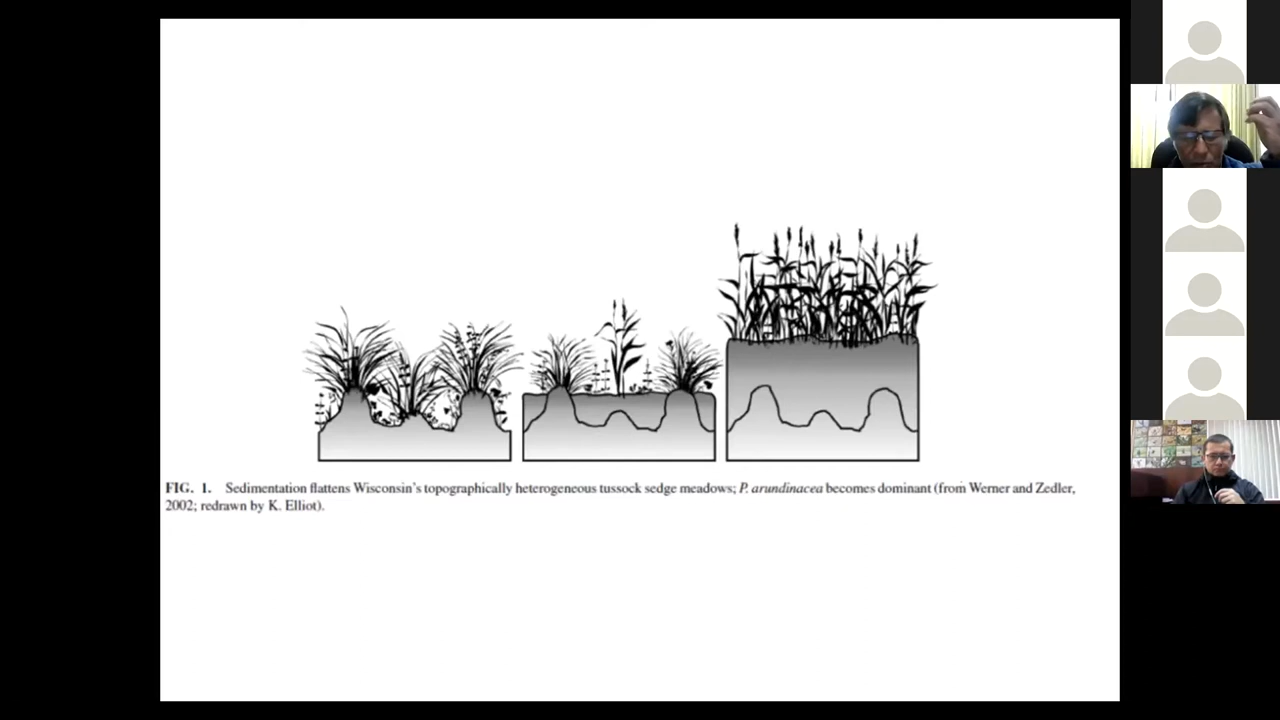 FIG. 1. Sedimentation flattens Wisconsin's topographically heterogeneous tussock sedge meadows; P. arundinacea becomes dominant (from Werner and Zedler,
2002; redrawn by K. Elliot).